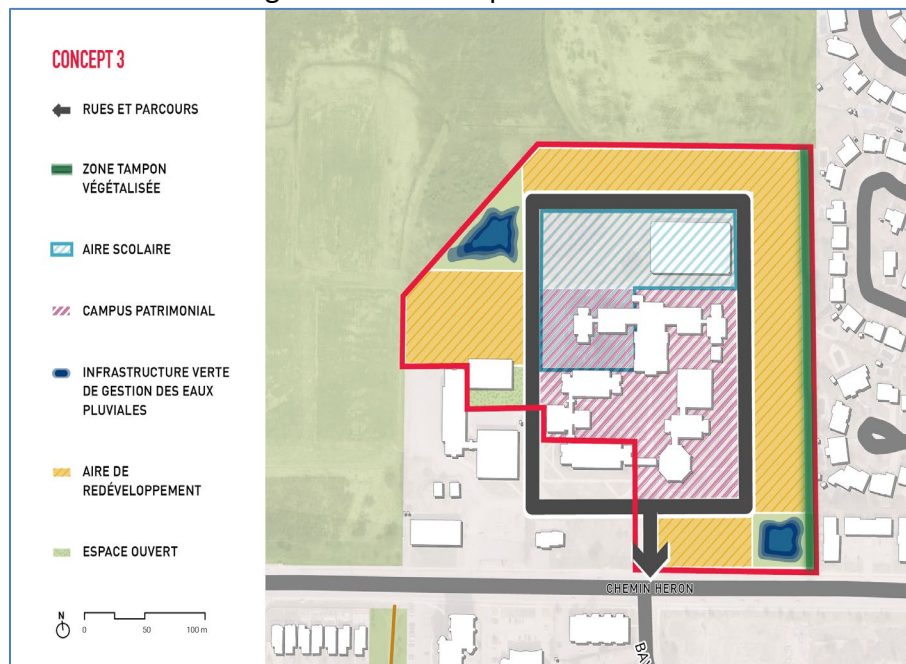 CONCEPT 3
RUES ET PARCOURS
ZONE TAMPON
VÉGÉTALISÉE
AIRE SCOLAIRE
CAMPUS PATRIMONIAL
INFRASTRUCTURE VERTE
DE GESTION DES EAUX
PLUVIALES
AIRE DE
REDÉVELOPPEMENT
ESPACE OUVERT
N
0 50 100 m
CHEMIN HERON